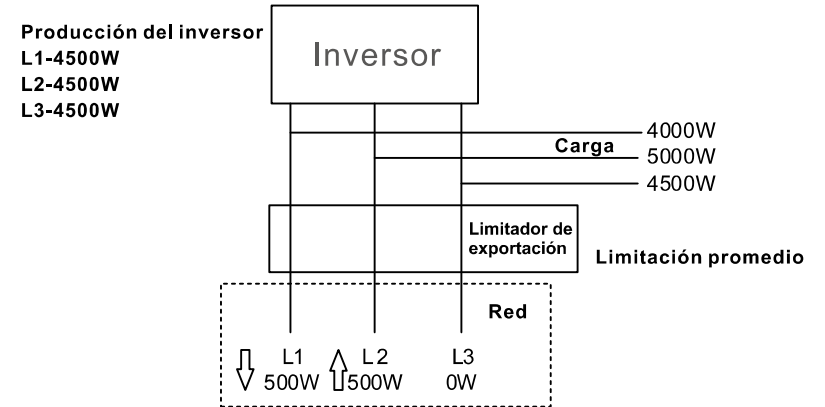 Producción del inversor
L1-4500W
L2-4500W
L3-4500W
Inversor
4000W
Carga
5000W
4500W
Limitador de
exportación
Limitación promedio
Red
L1 L2 L3
500W 500W 0W